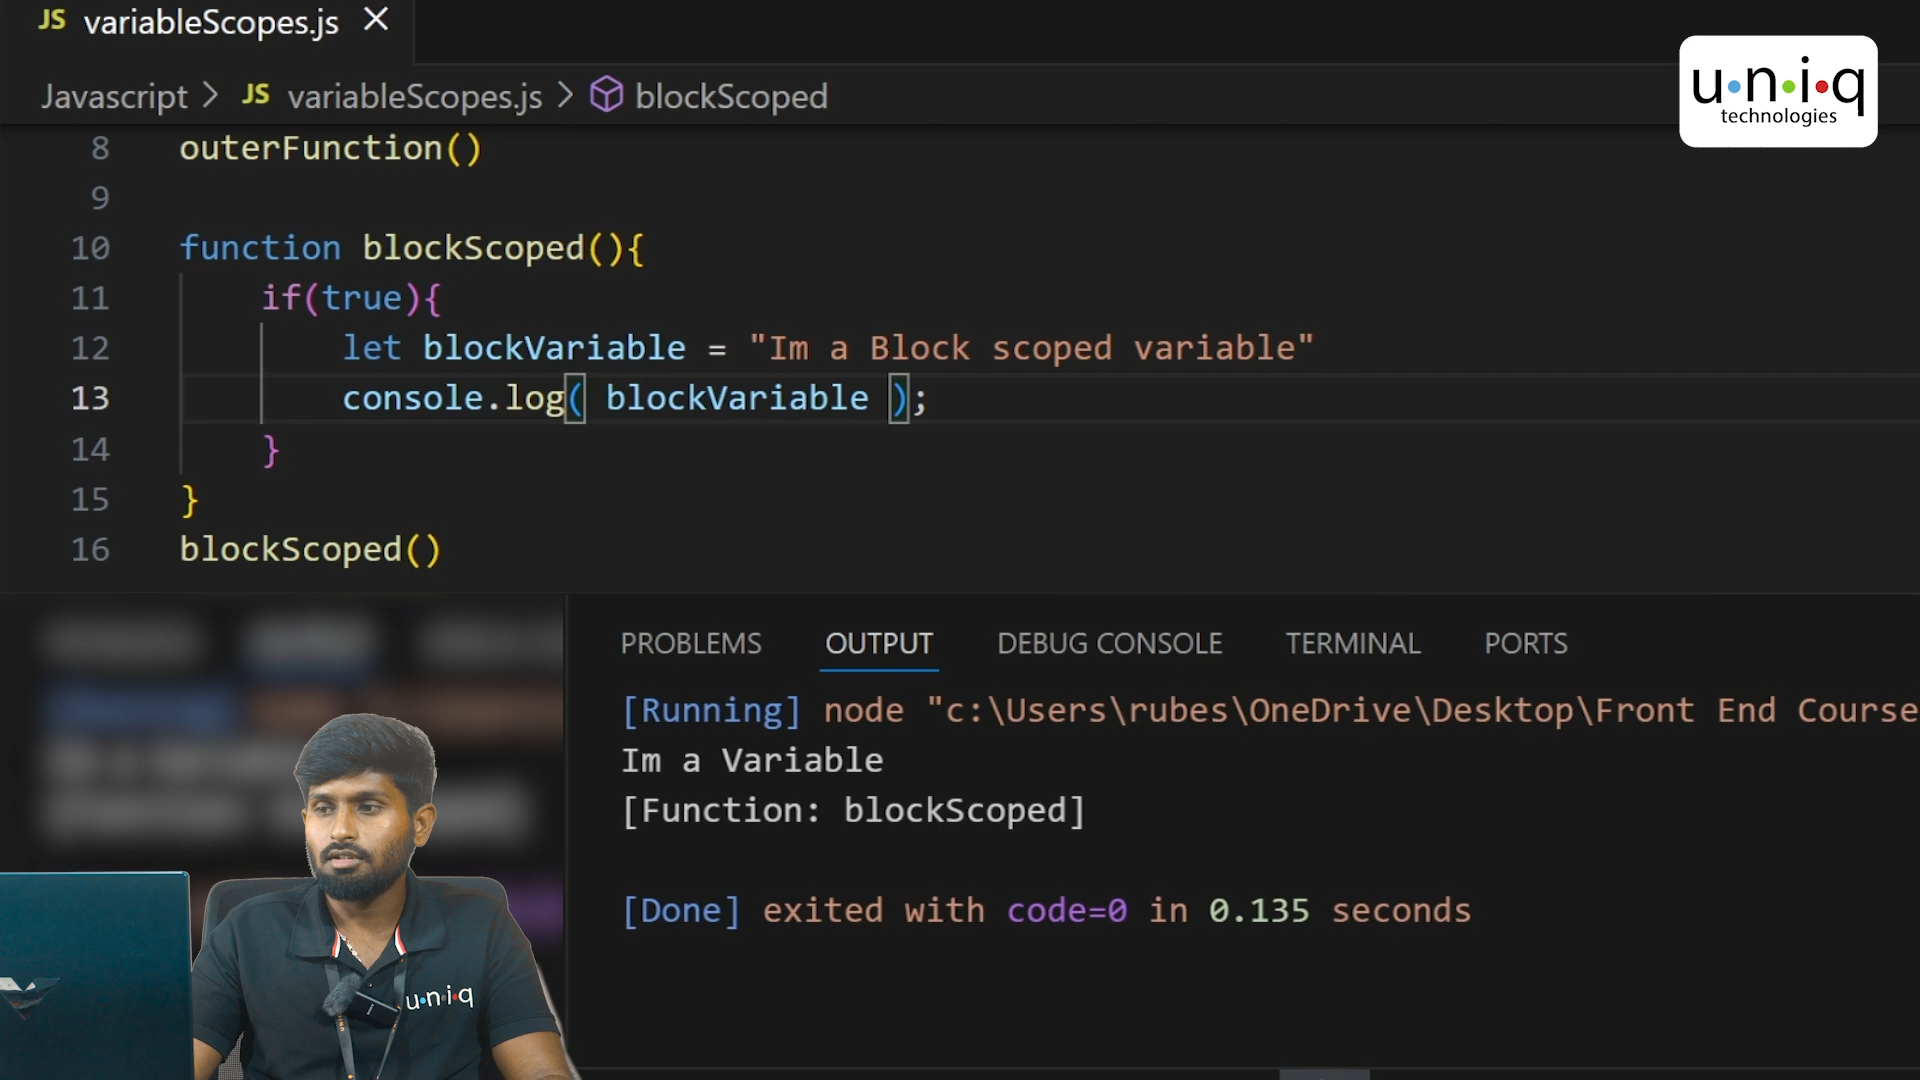 JS variableScopes.js ×
u·n·i·q
technologies
Javascript > JS variableScopes.js > blockScoped
8 outerFunction()
9
10 function blockScoped(){
11 if(true){
12 let blockVariable = "Im a Block scoped variable"
13 console.log( blockVariable );
14 }
15 }
16 blockScoped()
PROBLEMS OUTPUT DEBUG CONSOLE TERMINAL PORTS
[Running] node "c:\Users\rubes\OneDrive\Desktop\Front End Course
Im a Variable
[Function: blockScoped]
[Done] exited with code=0 in 0.135 seconds
u·n·i·q